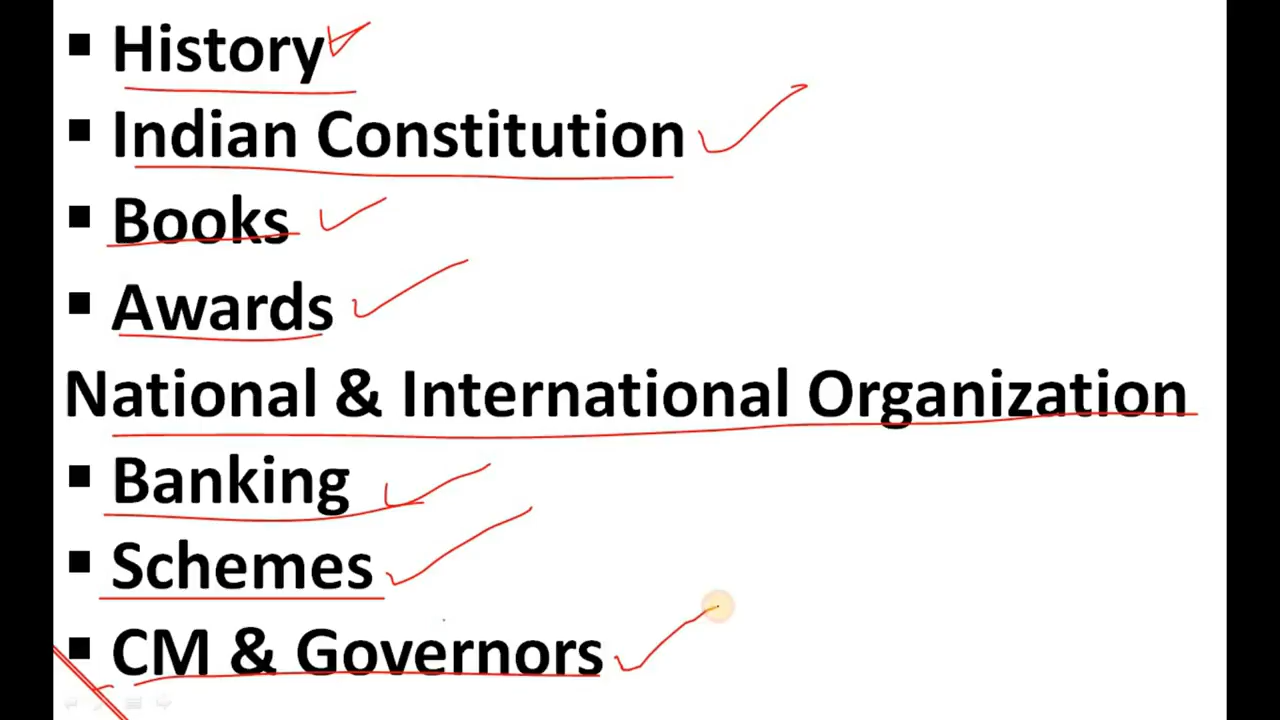 ▪ History
▪ Indian Constitution
▪ Books
▪ Awards
National & International Organization
▪ Banking
▪ Schemes
▪ CM & Governors